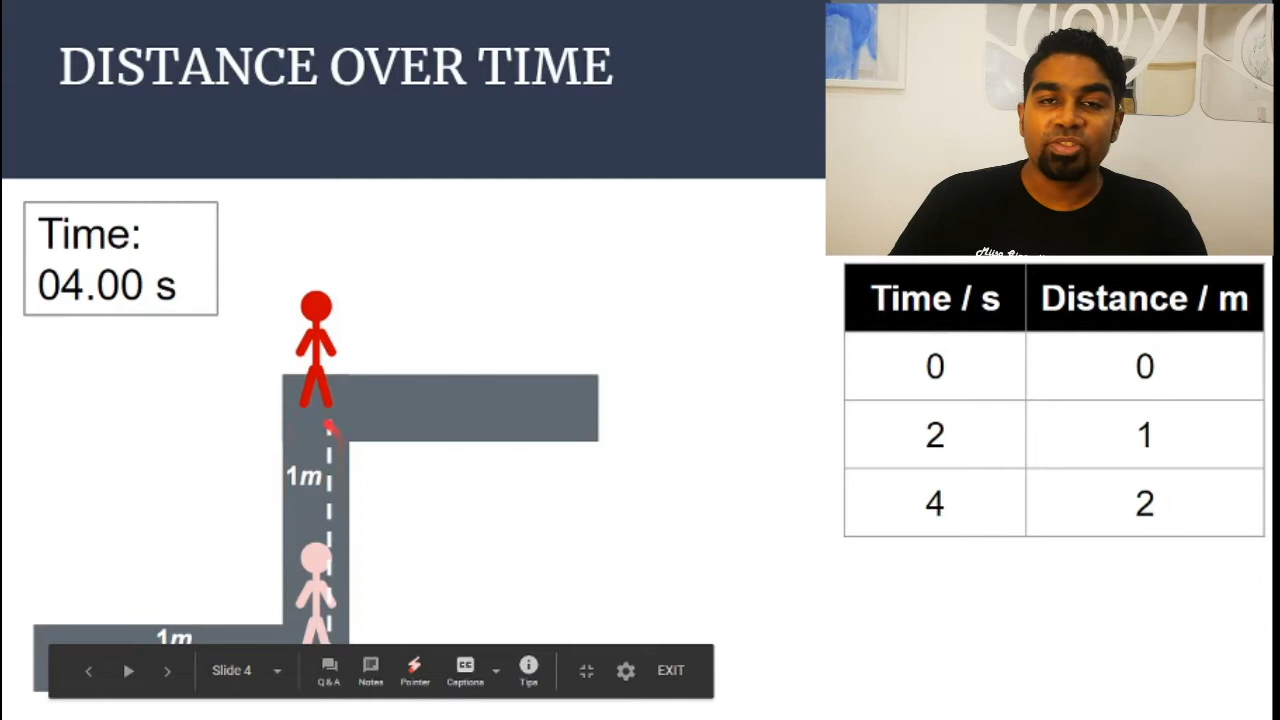 DISTANCE OVER TIME
Time:
04.00 s
1m
1m
Time / s Distance / m
0 0
2 1
4 2
Slide 4
Q & A Notes Pointer Captions Tips EXIT